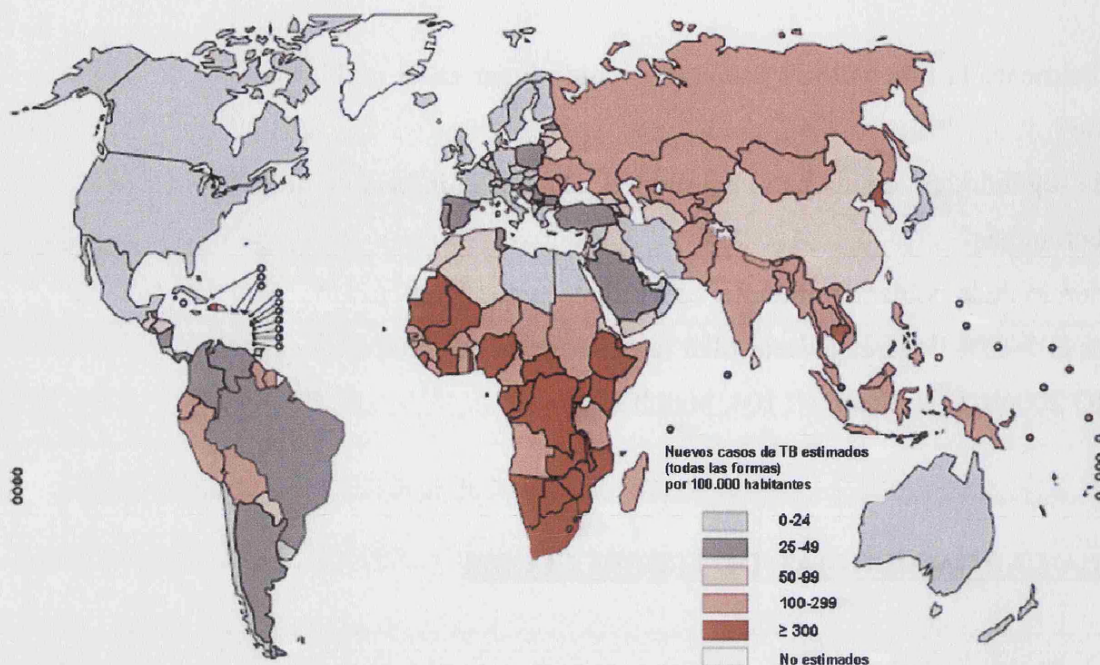 Nuevos casos de TB estimados
(todas las formas)
por 100.000 habitantes
0-24
25-49
50-99
100-299
≥ 300
No estimados